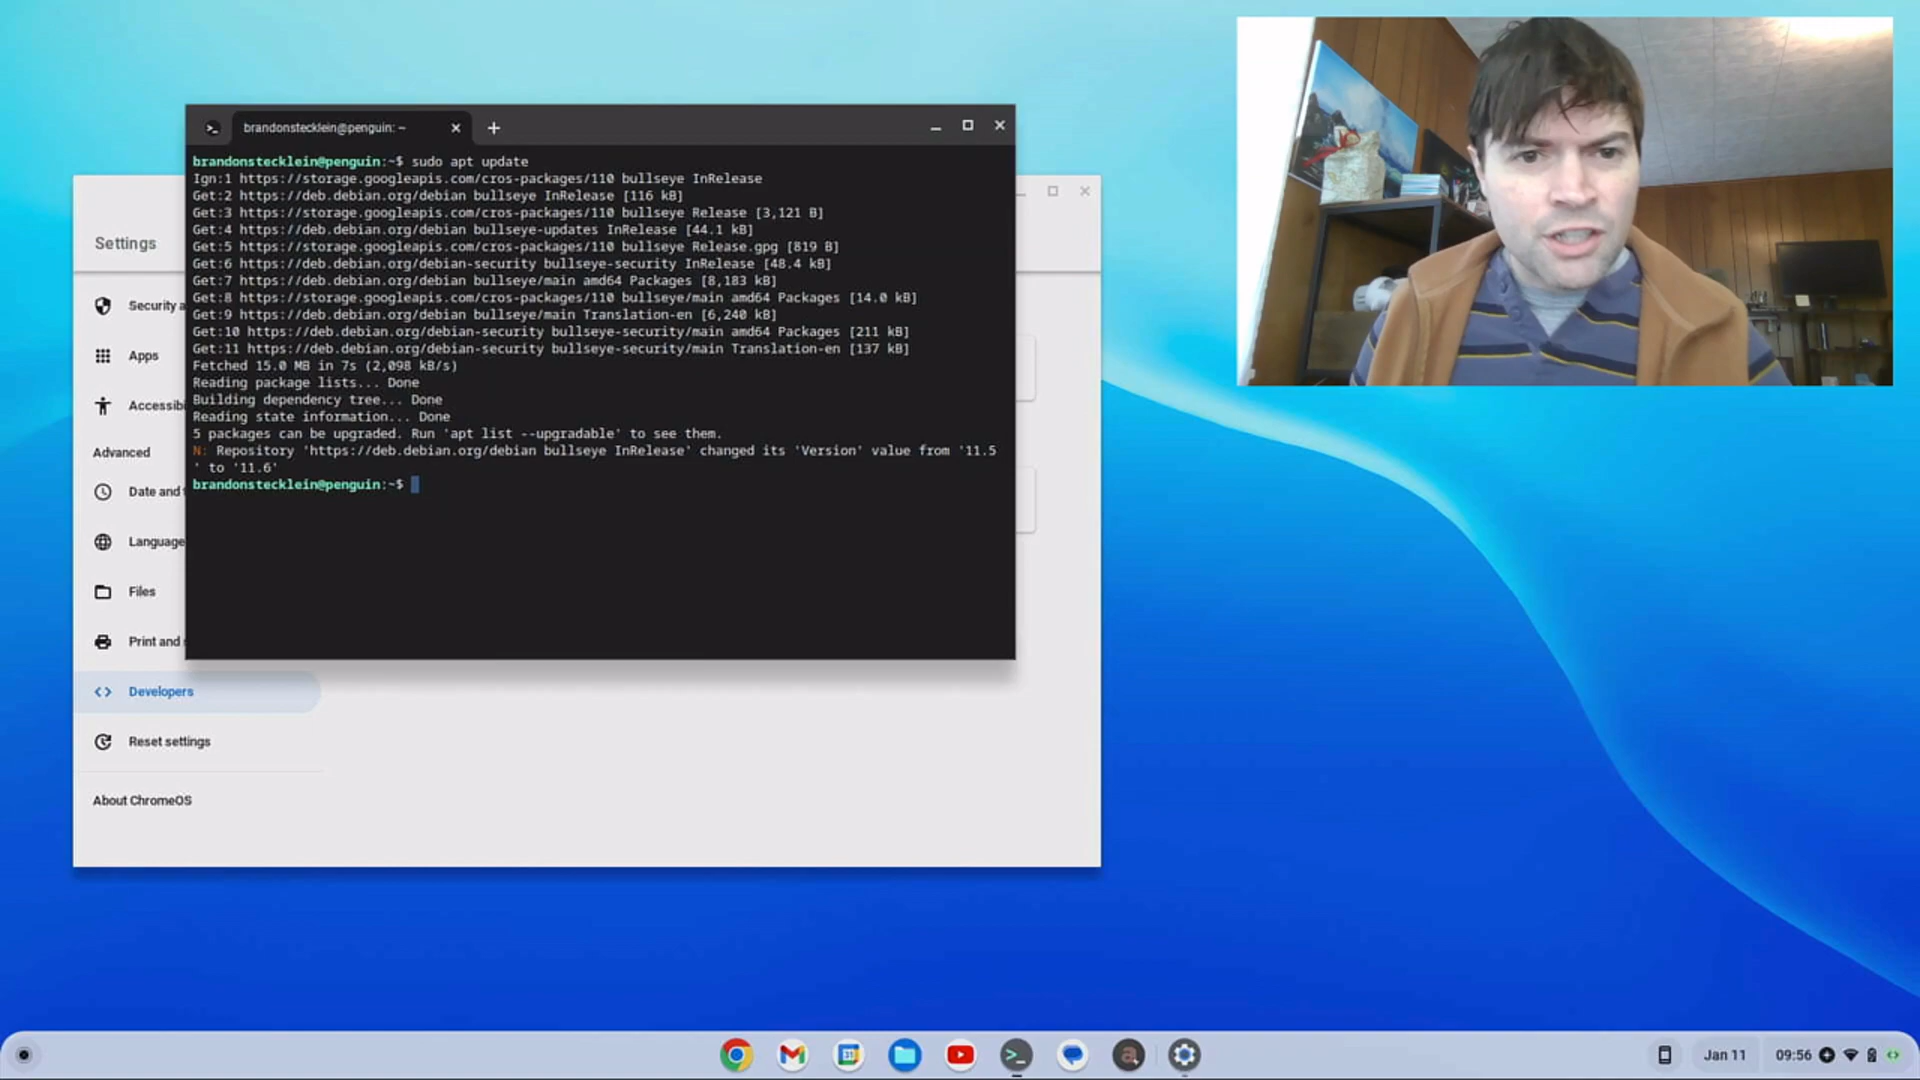 brandonstecklein@penguin: ~
brandonstecklein@penguin:~$ sudo apt update
Ign:1 https://storage.googleapis.com/cros-packages/110 bullseye InRelease
Get:2 https://deb.debian.org/debian bullseye InRelease [116 kB]
Get:3 https://storage.googleapis.com/cros-packages/110 bullseye Release [3,121 B]
Get:4 https://deb.debian.org/debian bullseye-updates InRelease [44.1 kB]
Get:5 https://storage.googleapis.com/cros-packages/110 bullseye Release.gpg [819 B]
Get:6 https://deb.debian.org/debian-security bullseye-security InRelease [48.4 kB]
Get:7 https://deb.debian.org/debian bullseye/main amd64 Packages [8,183 kB]
Get:8 https://storage.googleapis.com/cros-packages/110 bullseye/main amd64 Packages [14.0 kB]
Get:9 https://deb.debian.org/debian bullseye/main Translation-en [6,240 kB]
Get:10 https://deb.debian.org/debian-security bullseye-security/main amd64 Packages [211 kB]
Get:11 https://deb.debian.org/debian-security bullseye-security/main Translation-en [137 kB]
Fetched 15.0 MB in 7s (2,098 kB/s)
Reading package lists... Done
Building dependency tree... Done
Reading state information... Done
5 packages can be upgraded. Run 'apt list --upgradable' to see them.
N: Repository 'https://deb.debian.org/debian bullseye InRelease' changed its 'Version' value from '11.5
' to '11.6'
brandonstecklein@penguin:~$
Settings
Security a
Apps
Accessib
Advanced
Date and t
Language
Files
Print and s
Developers
Reset settings
About ChromeOS
31
a
Jan 11
09:56